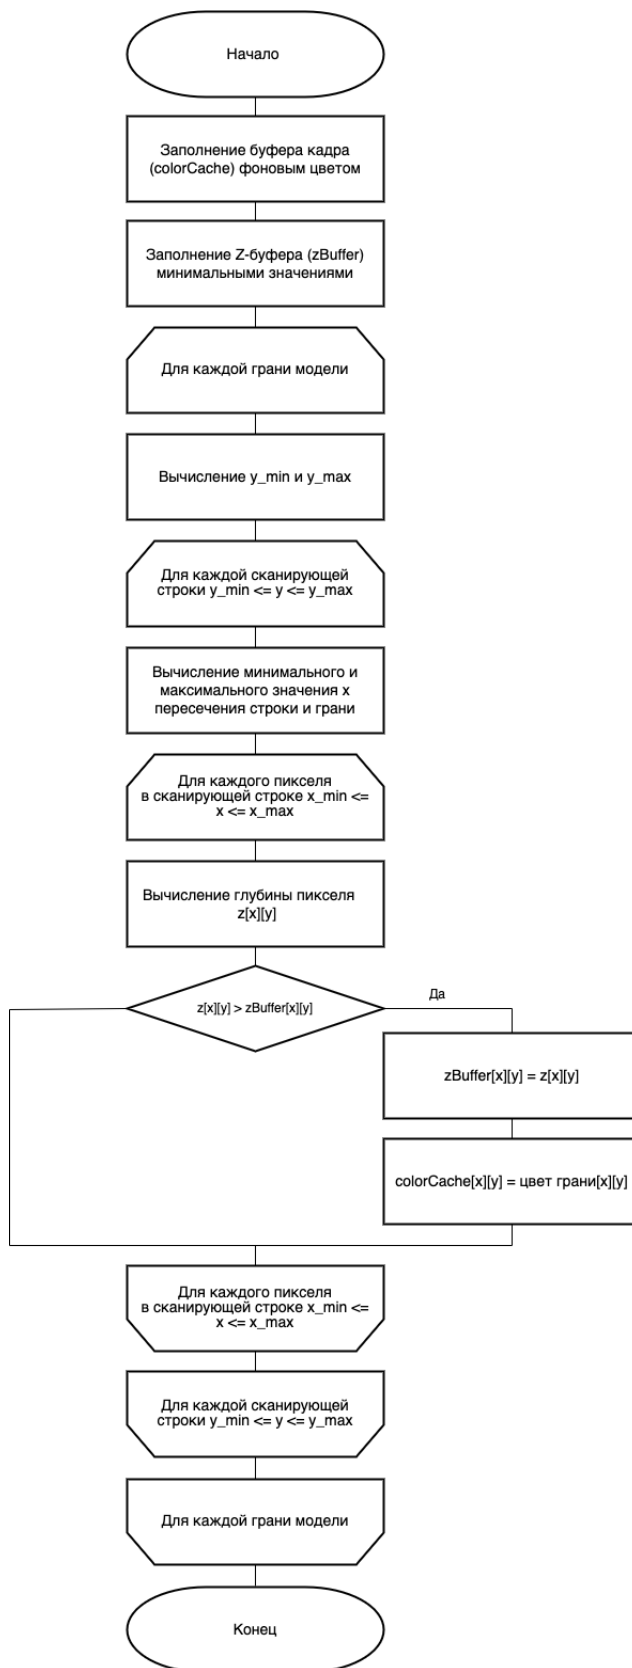 Начало
Заполнение буфера кадра
(colorCache) фоновым цветом
Заполнение Z-буфера (zBuffer)
минимальными значениями
Для каждой грани модели
Вычисление y_min и y_max
Для каждой сканирующей
строки y_min <= y <= y_max
Вычисление минимального и
максимального значения x
пересечения строки и грани
Для каждого пикселя
в сканирующей строке x_min <=
x <= x_max
Вычисление глубины пикселя
z[x][y]
z[x][y] > zBuffer[x][y]
Да
zBuffer[x][y] = z[x][y]
colorCache[x][y] = цвет грани[x][y]
Для каждого пикселя
в сканирующей строке x_min <=
x <= x_max
Для каждой сканирующей
строки y_min <= y <= y_max
Для каждой грани модели
Конец